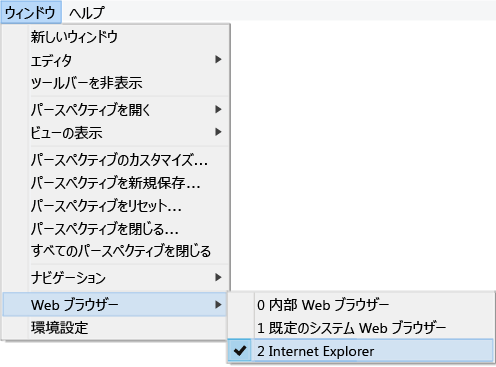 ウィンドウ ヘルプ
新しいウィンドウ
エディタ
ツールバーを非表示
パースペクティブを開く
ビューの表示
パースペクティブのカスタマイズ...
パースペクティブを新規保存...
パースペクティブをリセット...
パースペクティブを閉じる...
すべてのパースペクティブを閉じる
ナビゲーション
Web ブラウザー
環境設定
0 内部 Web ブラウザー
1 既定のシステム Web ブラウザー
2 Internet Explorer